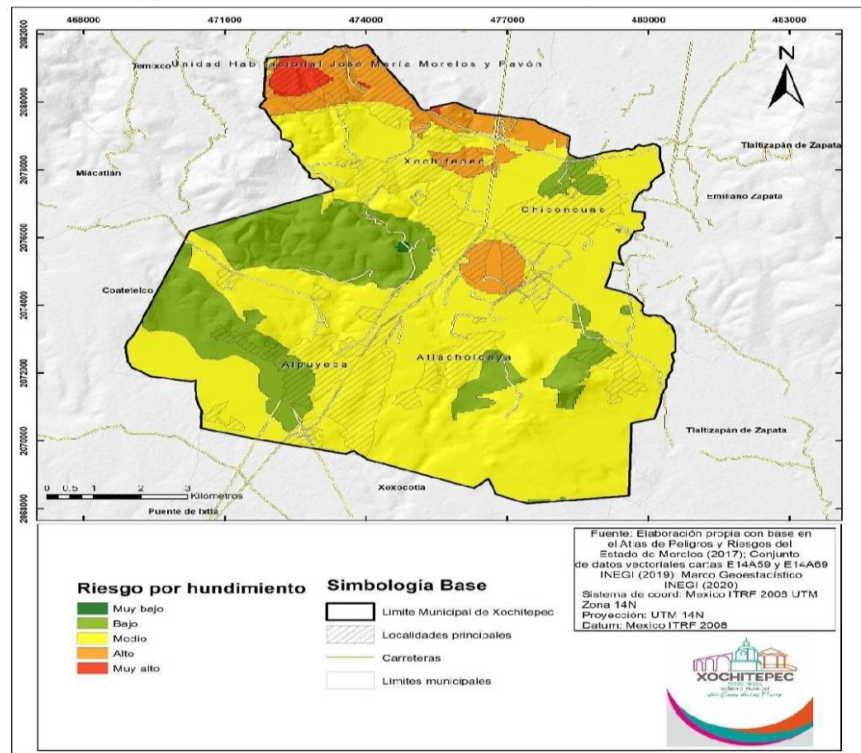 468000 471000 474000 477000 480000 483000
2082000
2080000
2078000
2076000
2074000
2072000
2070000
2068000
N
Temixco
Unidad Habitacional José María Morelos y Pavón
Miacatlán
Xochitepec
Tlaltizapán de Zapata
Emiliano Zapata
Chiconcuac
Coatetelco
Alpuyeca
Atlacholoaya
Tlaltizapán de Zapata
Xoxocotla
Puente de Ixtla
0 0.5 1 2 3
Kilómetros
Riesgo por hundimiento
Muy bajo
Bajo
Medio
Alto
Muy alto
Simbología Base
Límite Municipal de Xochitepec
Localidades principales
Carreteras
Límites municipales
Fuente: Elaboración propia con base en
el Atlas de Peligros y Riesgos del
Estado de Morelos (2017); Conjunto
de datos vectoriales cartas E14A59 y E14A69
INEGI (2019); Marco Geoestadístico
INEGI (2020)
Sistema de coord: Mexico ITRF 2008 UTM
Zona 14N
Proyección: UTM 14N
Datum: Mexico ITRF 2008
XOCHITEPEC
Gobierno Municipal